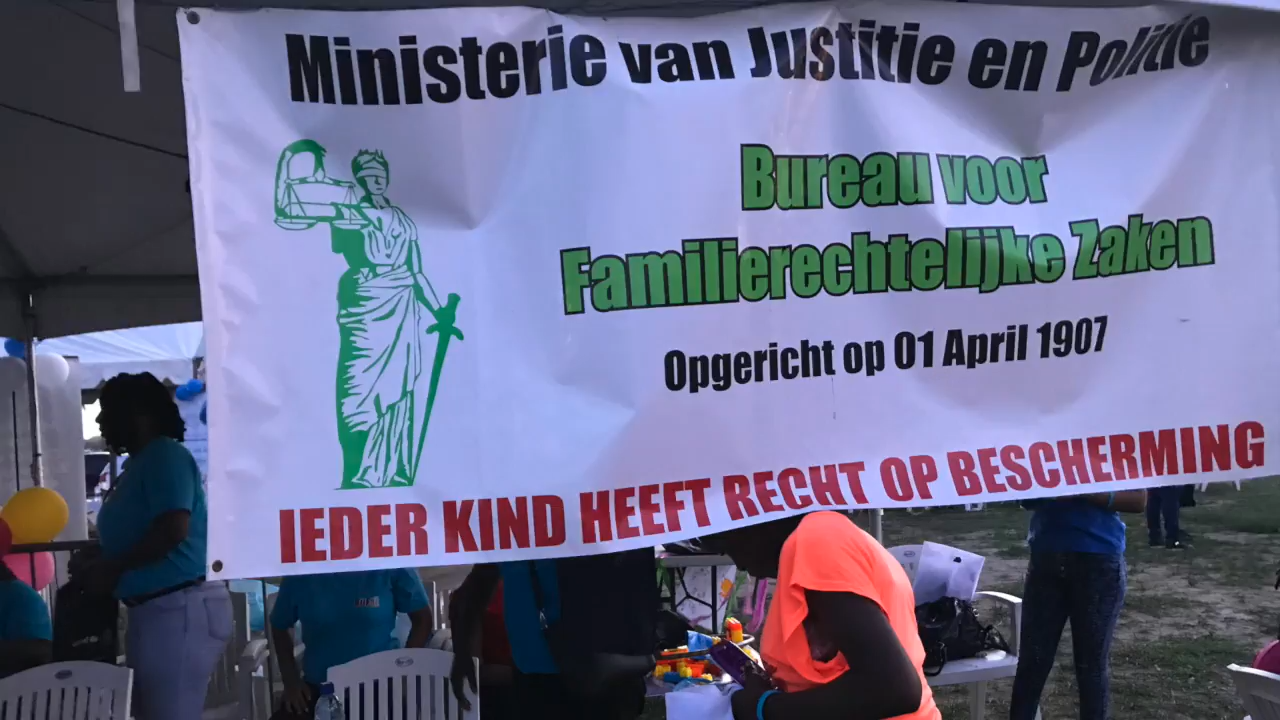 Ministerie van Justitie en Politie
Bureau voor
Familierechtelijke Zaken
Opgericht op 01 April 1907
IEDER KIND HEEFT RECHT OP BESCHERMING